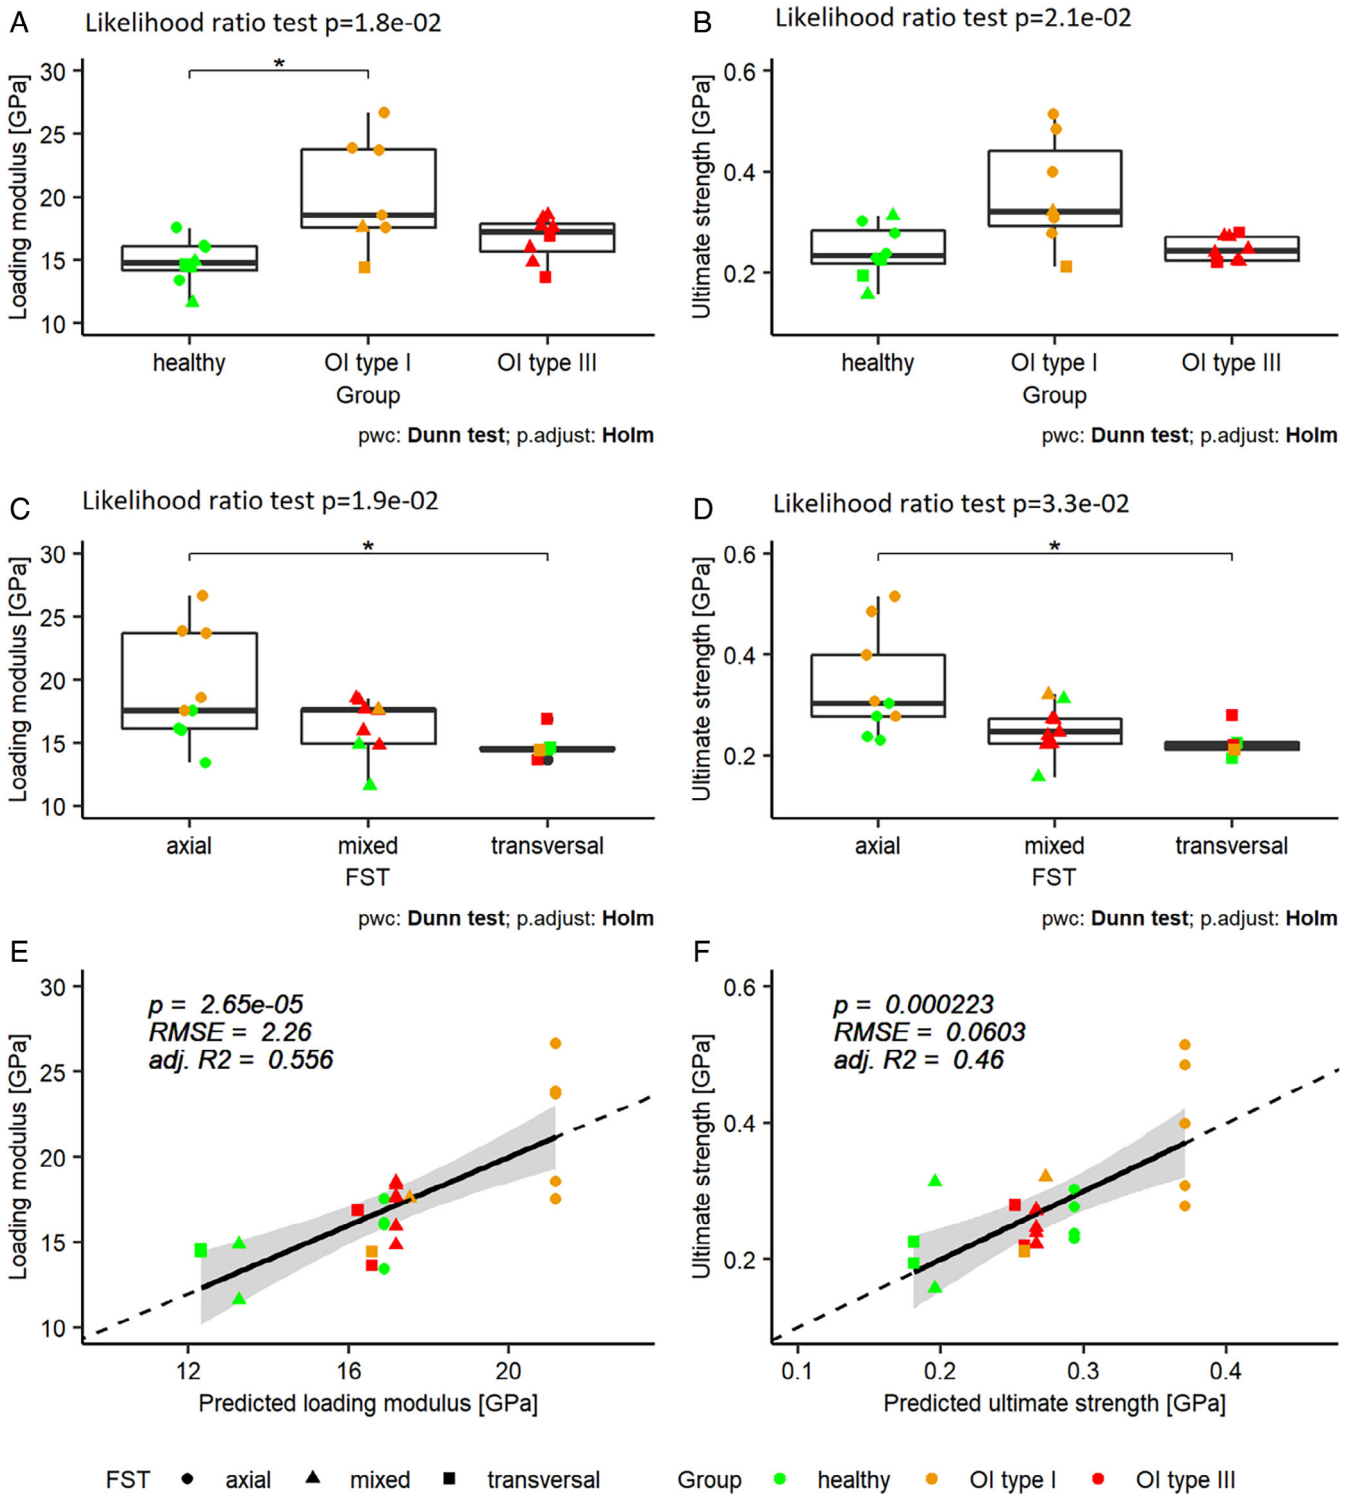 A Likelihood ratio test p=1.8e-02
Loading modulus [GPa]
30
25
20
15
10
*
healthy OI type I OI type III
Group
pwc: Dunn test; p.adjust: Holm
B Likelihood ratio test p=2.1e-02
Ultimate strength [GPa]
0.6
0.4
0.2
healthy OI type I OI type III
Group
pwc: Dunn test; p.adjust: Holm
C Likelihood ratio test p=1.9e-02
Loading modulus [GPa]
30
25
20
15
10
*
axial mixed transversal
FST
pwc: Dunn test; p.adjust: Holm
D Likelihood ratio test p=3.3e-02
Ultimate strength [GPa]
0.6
0.4
0.2
*
axial mixed transversal
FST
pwc: Dunn test; p.adjust: Holm
E
Loading modulus [GPa]
30
25
20
15
10
p = 2.65e-05
RMSE = 2.26
adj. R2 = 0.556
12 16 20
Predicted loading modulus [GPa]
F
Ultimate strength [GPa]
0.6
0.4
0.2
p = 0.000223
RMSE = 0.0603
adj. R2 = 0.46
0.1 0.2 0.3 0.4
Predicted ultimate strength [GPa]
FST axial mixed transversal Group healthy OI type I OI type III